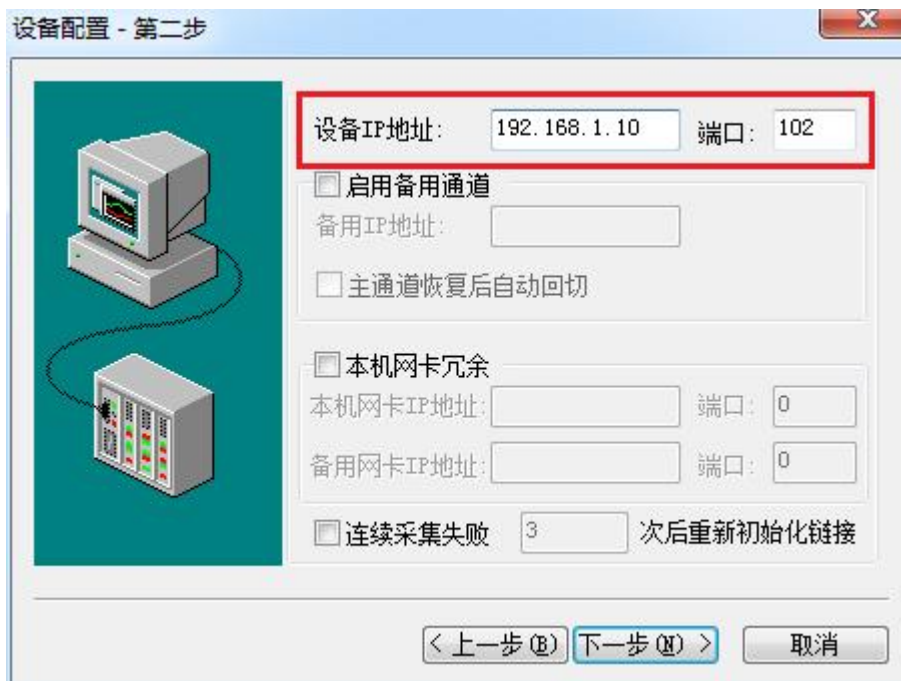 设备配置 - 第二步
设备IP地址: 192.168.1.10 端口: 102
启用备用通道
备用IP地址:
主通道恢复后自动回切
本机网卡冗余
本机网卡IP地址: 端口: 0
备用网卡IP地址: 端口: 0
连续采集失败 3 次后重新初始化链接
< 上一步(B) 下一步(N) > 取消